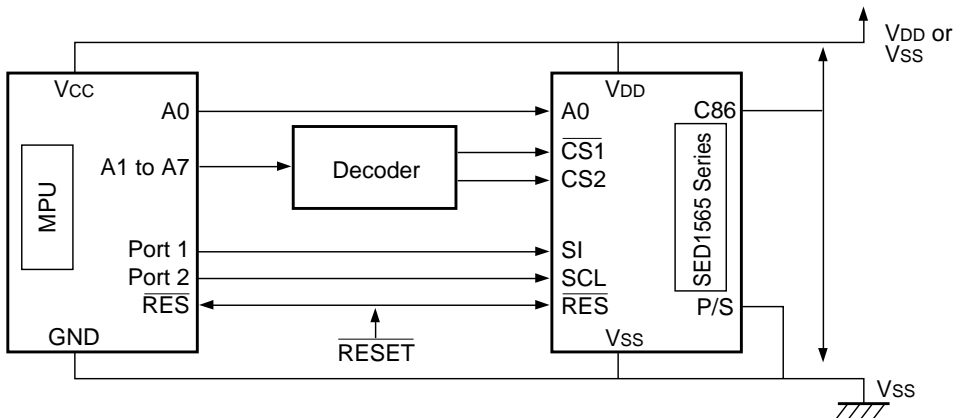 VDD or
VSS
VCC
A0
A1 to A7
MPU
Port 1
Port 2
RES
GND
Decoder
RESET
VDD
A0
CS1
CS2
SI
SCL
RES
VSS
C86
SED1565 Series
P/S
VSS